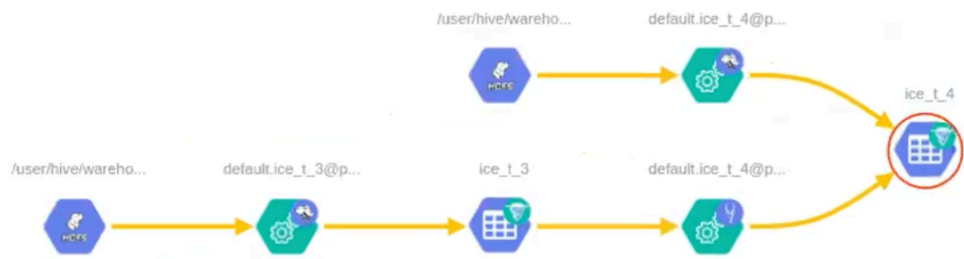 /user/hive/wareho...
default.ice_t_4@p...
ice_t_4
HDFS
/user/hive/wareho...
default.ice_t_3@p...
ice_t_3
default.ice_t_4@p...
HDFS